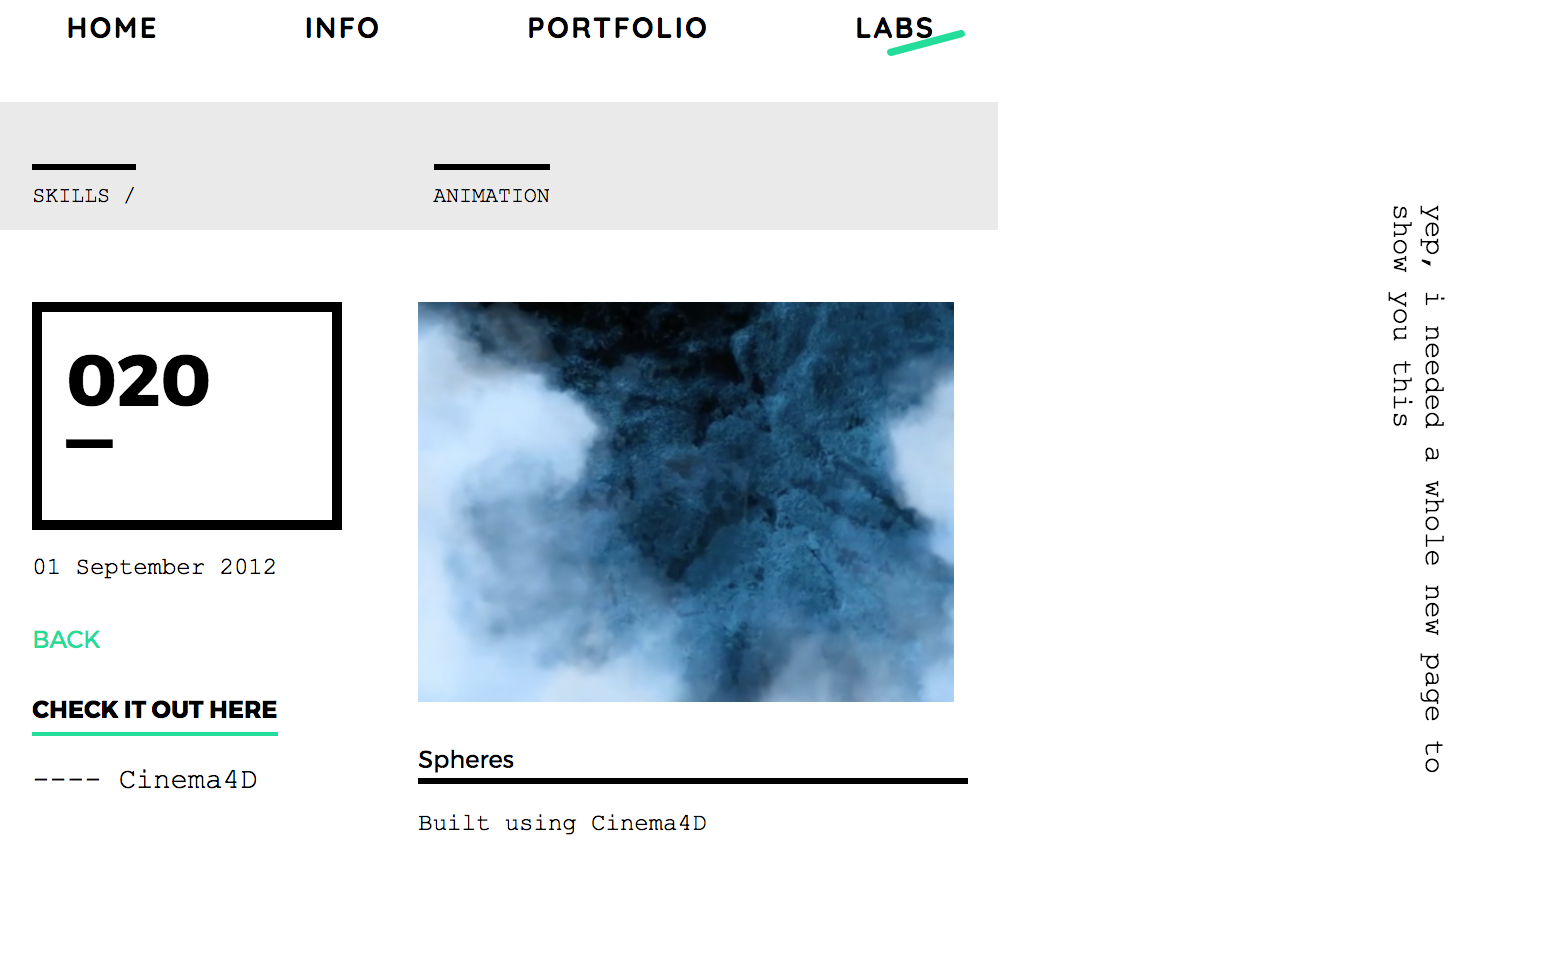 HOME INFO PORTFOLIO LABS
SKILLS / ANIMATION
020
01 September 2012
BACK
CHECK IT OUT HERE
---- Cinema4D
Spheres
Built using Cinema4D
yep, i needed a whole new page to
show you this